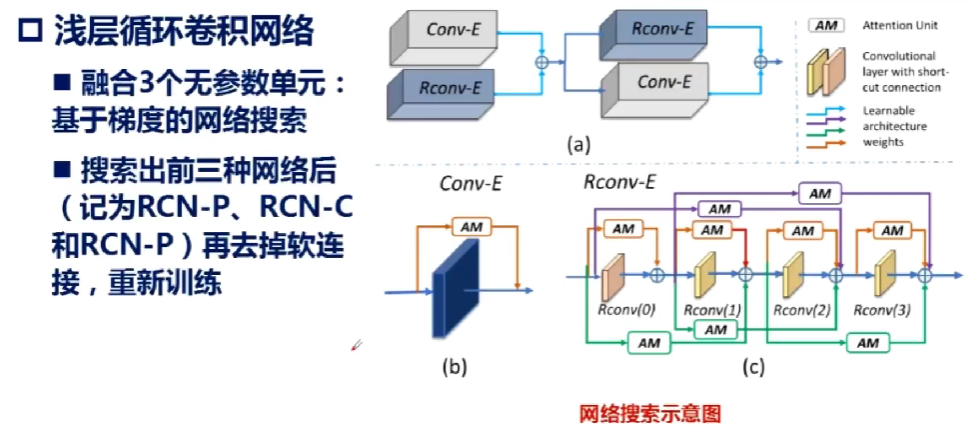 浅层循环卷积网络
融合3个无参数单元：
基于梯度的网络搜索
搜索出前三种网络后
（记为RCN-P、RCN-C
和RCN-P）再去掉软连
接，重新训练
Conv-E
Rconv-E
Rconv-E
Conv-E
(a)
AM
Attention Unit
Convolutional
layer with short-
cut connection
Learnable
architecture
weights
Conv-E
AM
(b)
Rconv-E
AM
AM
AM
AM
AM
AM
Rconv(0)
Rconv(1)
Rconv(2)
Rconv(3)
AM
AM
AM
(c)
网络搜索示意图